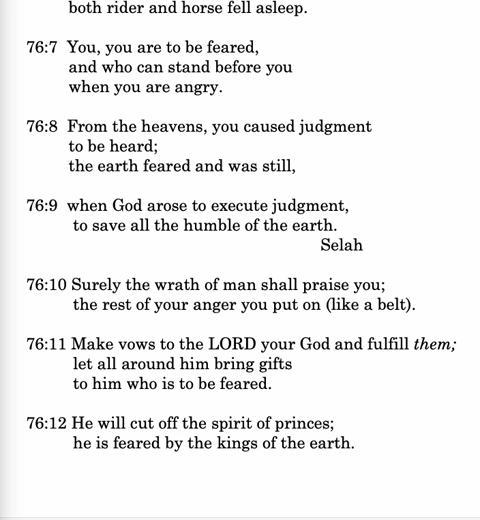 both rider and horse fell asleep.
76:7 You, you are to be feared,
and who can stand before you
when you are angry.
76:8 From the heavens, you caused judgment
to be heard;
the earth feared and was still,
76:9 when God arose to execute judgment,
to save all the humble of the earth.
Selah
76:10 Surely the wrath of man shall praise you;
the rest of your anger you put on (like a belt).
76:11 Make vows to the LORD your God and fulfill them;
let all around him bring gifts
to him who is to be feared.
76:12 He will cut off the spirit of princes;
he is feared by the kings of the earth.